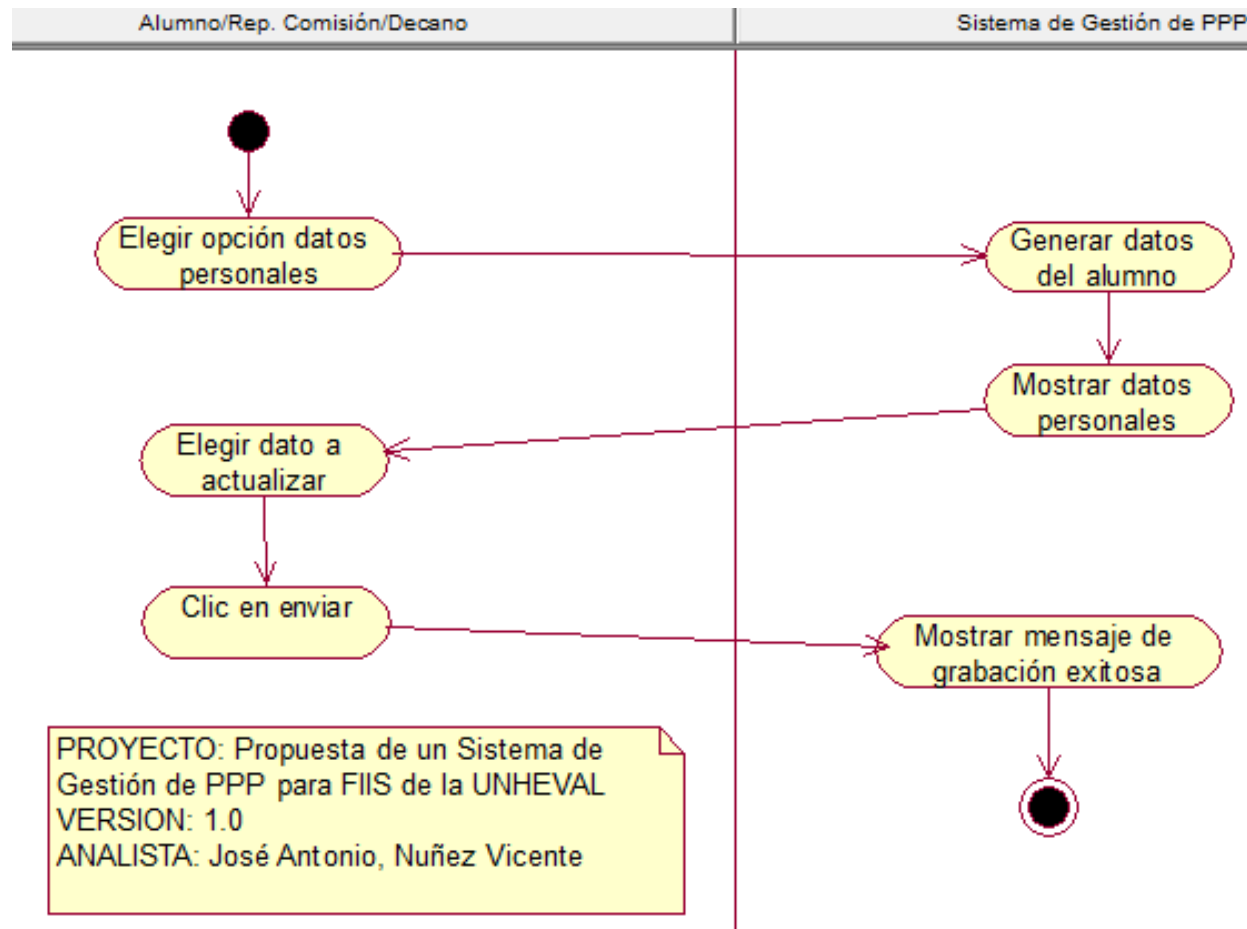 Alumno/Rep. Comisión/Decano
Sistema de Gestión de PPP
Elegir opción datos
personales
Generar datos
del alumno
Mostrar datos
personales
Elegir dato a
actualizar
Clic en enviar
Mostrar mensaje de
grabación exitosa
PROYECTO: Propuesta de un Sistema de
Gestión de PPP para FIIS de la UNHEVAL
VERSION: 1.0
ANALISTA: José Antonio, Nuñez Vicente